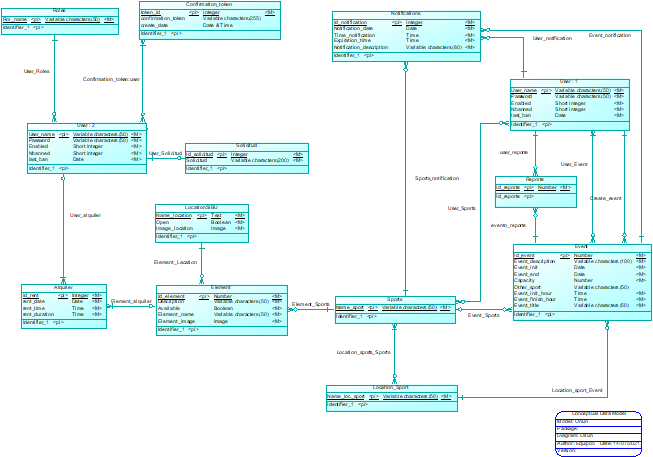 Roles
Rol_name <pi> Variable characters(50) <M>
Identifier_1 <pi>
Confirmation_token
token_id <pi> Integer <M>
confirmation_token Variable characters(255)
create_date Date & Time
Identifier_1 <pi>
Notifications
Id_notification <pi> Integer <M>
Notification_date Date <M>
Time_notification Time <M>
Expiration_time Time <M>
Notification_description Variable characters(80) <M>
Identifier_1 <pi>
User_notification
Event_notification
User_Roles
Confirmation_token:user
User : 1
User_name <pi> Variable characters(50) <M>
Password Variable characters(50) <M>
Enabled Short integer <M>
Nbanned Short integer <M>
last_ban Date <M>
Identifier_1 <pi>
User : 2
User_name <pi> Variable characters(50) <M>
Password Variable characters(50) <M>
Enabled Short integer <M>
Nbanned Short integer <M>
last_ban Date <M>
Identifier_1 <pi>
User_Solicitud
Solicitud
Id_solicitud <pi> Integer <M>
Solicitud Variable characters(200) <M>
Identifier_1 <pi>
user_reporte
User_Event
Sports_notification
Reporte
Id_reporte <pi> Number <M>
Id_reporte <pi>
Create_event
User_Sports
evento_reporte
User_alquiler
LocationSIBU
Name_location <pi> Text <M>
Open Boolean <M>
Image_location Image <M>
Identifier_1 <pi>
Element_Location
Event
Id_event <pi> Number <M>
Event_description Variable characters(100) <M>
Event_init Date <M>
Event_end Date <M>
Capacity Number <M>
Other_sport Variable characters(50)
Event_init_hour Time <M>
Event_finish_hour Time <M>
Event_title Variable characters(50) <M>
Identifier_1 <pi>
Alquiler
Id_rent <pi> Integer <M>
rent_date Date <M>
rent_time Time <M>
rent_duration Time <M>
Identifier_1 <pi>
Element_alquiler
Element
Id_element <pi> Number <M>
Description Variable characters(50) <M>
Available Boolean <M>
Element_name Variable characters(50) <M>
Element_image Image <M>
Identifier_1 <pi>
Element_Sports
Sports
Name_sport <pi> Variable characters(50) <M>
Identifier_1 <pi>
Event_Sports
Location_sports_Sports
Location_Sport
Name_loc_sport <pi> Variable characters(50) <M>
Identifier_1 <pi>
Location_sport_Event
Conceptual Data Model
Model: Oriun
Package:
Diagram: Oriun
Author: Equipo Date:
Version: